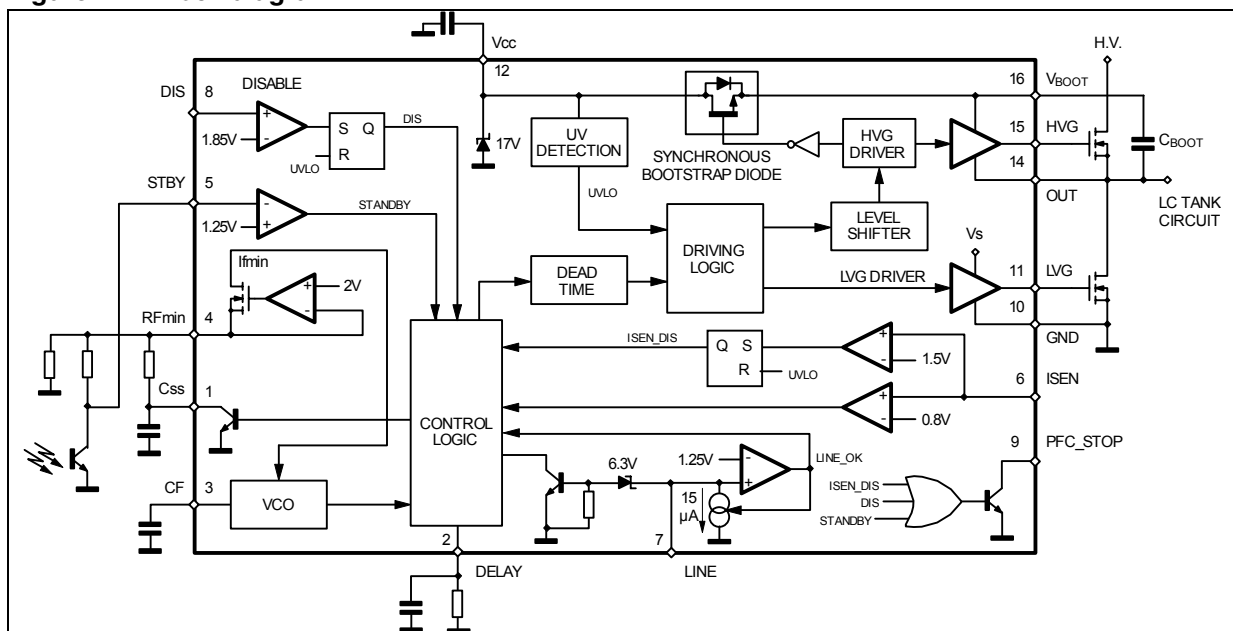 Vcc
12
H.V.
DIS
8
DISABLE
16
VBOOT
+
-
1.85V
S
Q
R
DIS
UVLO
17V
UV
DETECTION
SYNCHRONOUS
BOOTSTRAP DIODE
HVG
DRIVER
15
HVG
14
CBOOT
OUT
LC TANK
CIRCUIT
STBY
5
-
+
1.25V
STANDBY
UVLO
LEVEL
SHIFTER
DRIVING
LOGIC
Vs
Ifmin
+
-
2V
DEAD
TIME
LVG DRIVER
11
LVG
10
GND
RFmin
4
ISEN_DIS
Q
S
R
UVLO
+
-
1.5V
6
ISEN
Css
1
CONTROL
LOGIC
+
-
0.8V
9
PFC_STOP
6.3V
1.25V
-
+
LINE_OK
ISEN_DIS
DIS
STANDBY
CF
3
VCO
15
µA
2
7
DELAY
LINE